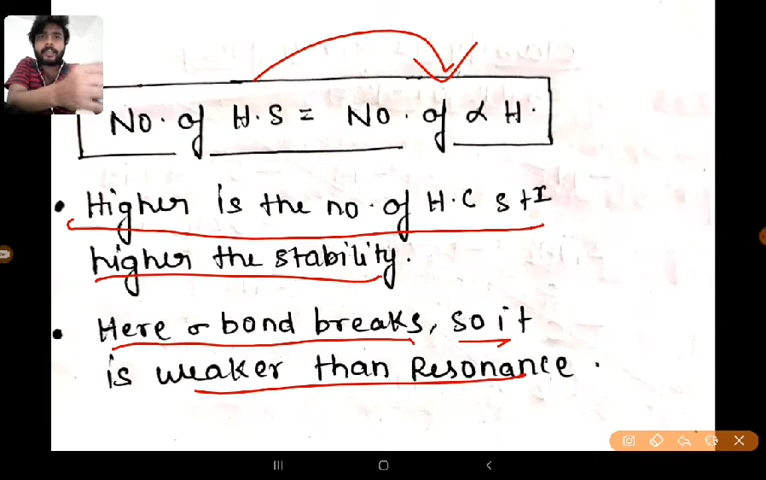 No. of H.S = No. of α H.
• Higher is the no. of H.C str
higher the stability.
• Here σ bond breaks, so it
is weaker than Resonance.